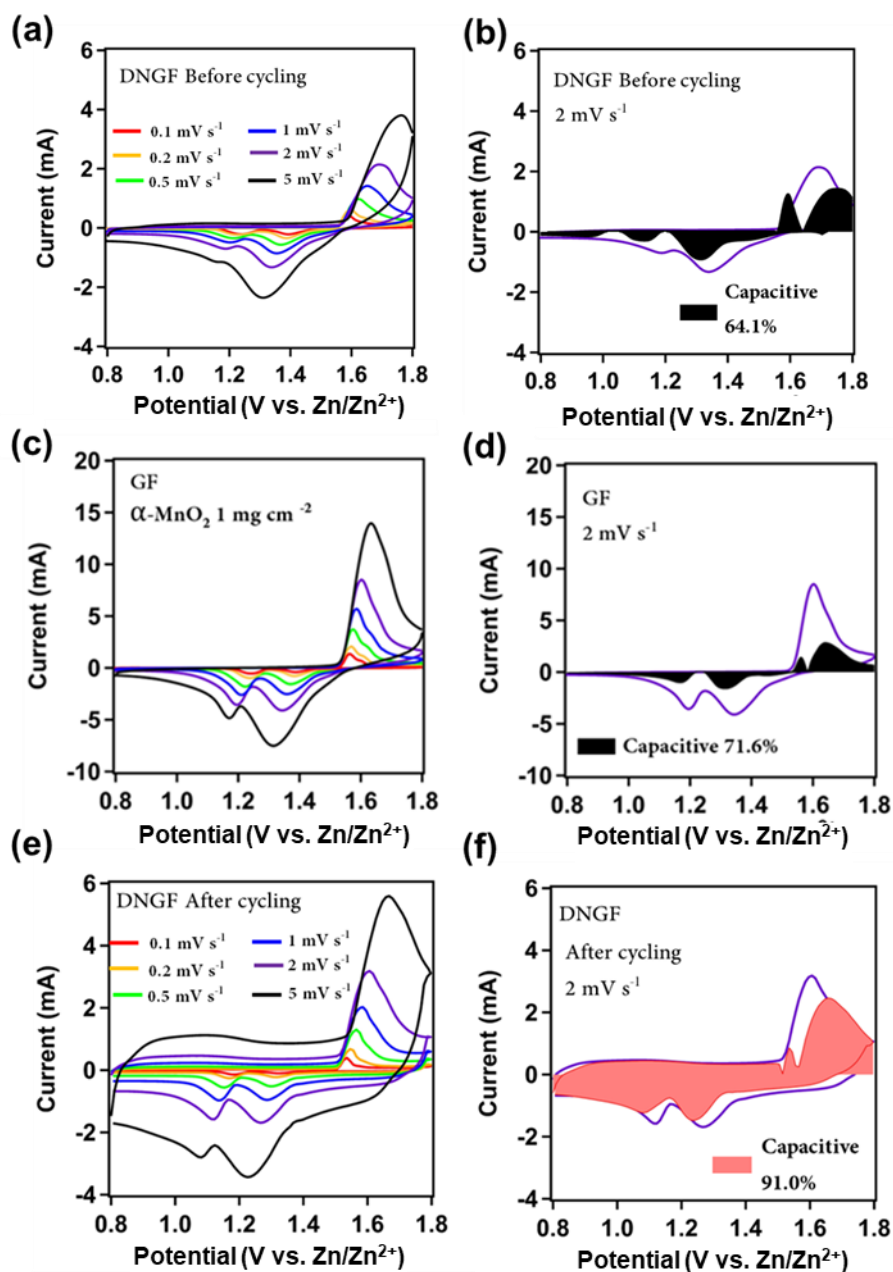 (a)
6
4
2
0
-2
-4
Current (mA)
DNGF Before cycling
0.1 mV s⁻¹
1 mV s⁻¹
0.2 mV s⁻¹
2 mV s⁻¹
0.5 mV s⁻¹
5 mV s⁻¹
0.8 1.0 1.2 1.4 1.6 1.8
Potential (V vs. Zn/Zn²⁺)
(b)
6
4
2
0
-2
-4
Current (mA)
DNGF Before cycling
2 mV s⁻¹
Capacitive
64.1%
0.8 1.0 1.2 1.4 1.6 1.8
Potential (V vs. Zn/Zn²⁺)
(c)
20
15
10
5
0
-5
-10
Current (mA)
GF
α-MnO₂ 1 mg cm ⁻²
0.8 1.0 1.2 1.4 1.6 1.8
Potential (V vs. Zn/Zn²⁺)
(d)
20
15
10
5
0
-5
-10
Current (mA)
GF
2 mV s⁻¹
Capacitive 71.6%
0.8 1.0 1.2 1.4 1.6 1.8
Potential (V vs. Zn/Zn²⁺)
(e)
6
4
2
0
-2
-4
Current (mA)
DNGF After cycling
0.1 mV s⁻¹
1 mV s⁻¹
0.2 mV s⁻¹
2 mV s⁻¹
0.5 mV s⁻¹
5 mV s⁻¹
0.8 1.0 1.2 1.4 1.6 1.8
Potential (V vs. Zn/Zn²⁺)
(f)
6
4
2
0
-2
-4
Current (mA)
DNGF
After cycling
2 mV s⁻¹
Capacitive
91.0%
0.8 1.0 1.2 1.4 1.6 1.8
Potential (V vs. Zn/Zn²⁺)